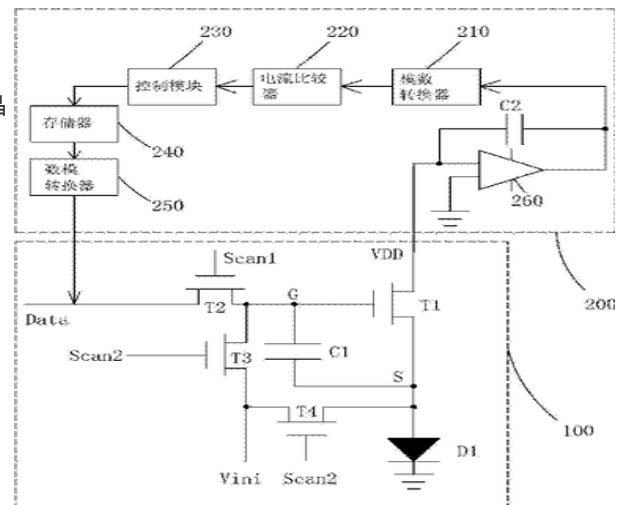 230
220
210
控制模块
电流比较
器
模数
转换器
C2
晶
存储器
240
数模
转换器
250
260
VDD
200
Scan1
T2
G
T1
Data
Scan2
T3
C1
S
T4
100
D1
Vini
Scan2